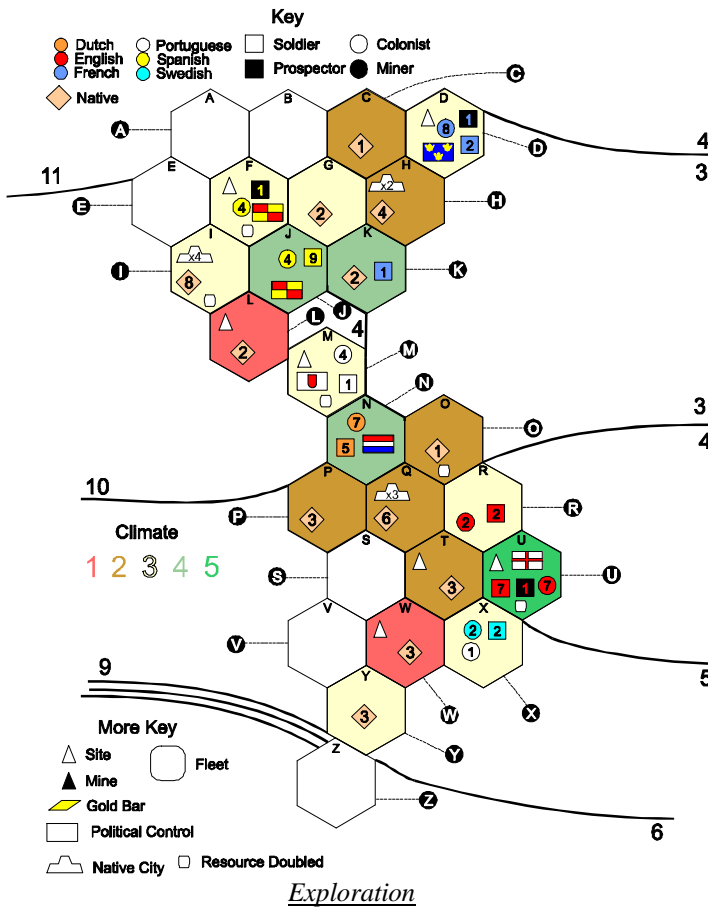 Key
Dutch Portuguese Soldier Colonist
English Spanish
French Swedish Prospector Miner
Native
C
A B C D
1 8 1 2
A D
4
3
11
E F G H
1 4 2 x2 4
E H
I J K
x4 8 4 9 2 1
I K
L
2
L J
4
M
4 1
M
N
N O
7 5 1
O
3
4
10
P Q R
3 x3 6 2 2
P R
Climate
1 2 3 4 5
S T U
3 7 1 7
S U
V W X
3 2 2 1
V
5
9
Y
3
W X
More Key
Y
Site
Fleet
Mine
Z
Gold Bar
Z
Political Control
6
Native City Resource Doubled
Exploration